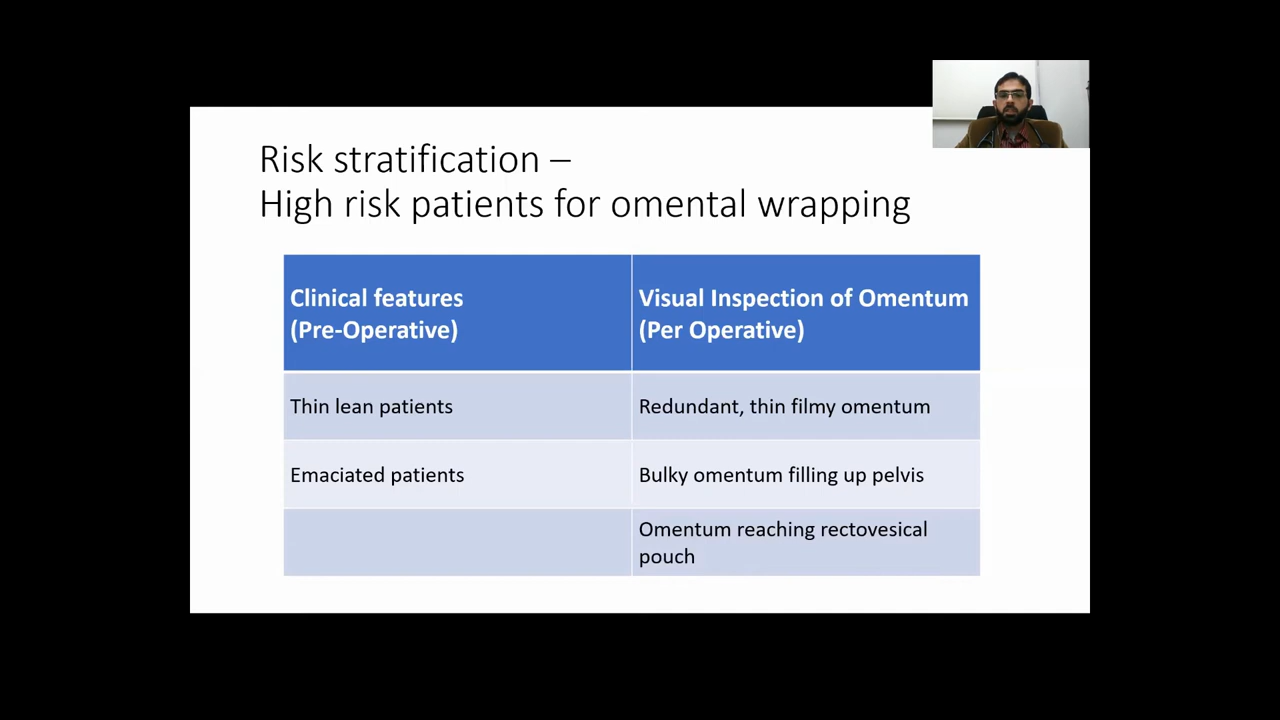 Risk stratification –
High risk patients for omental wrapping
Clinical features
(Pre-Operative)
Visual Inspection of Omentum
(Per Operative)
Thin lean patients
Redundant, thin filmy omentum
Emaciated patients
Bulky omentum filling up pelvis
Omentum reaching rectovesical
pouch